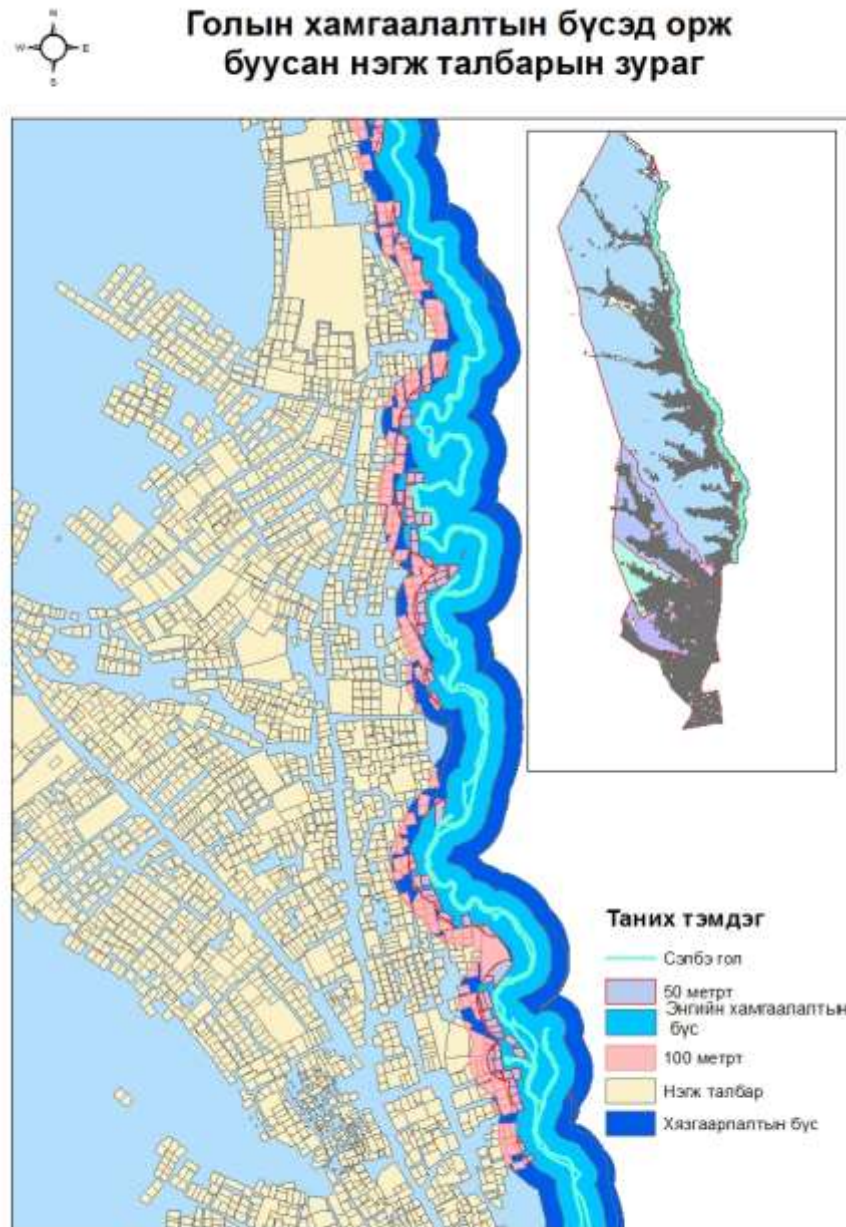 N
W E
S
Голын хамгаалалтын бүсэд орж
буусан нэгж талбарын зураг
Таних тэмдэг
Сэлбэ гол
50 метрт
Энгийн хамгаалалтын
бүс
100 метрт
Нэгж талбар
Хязгаарлалтын бүс